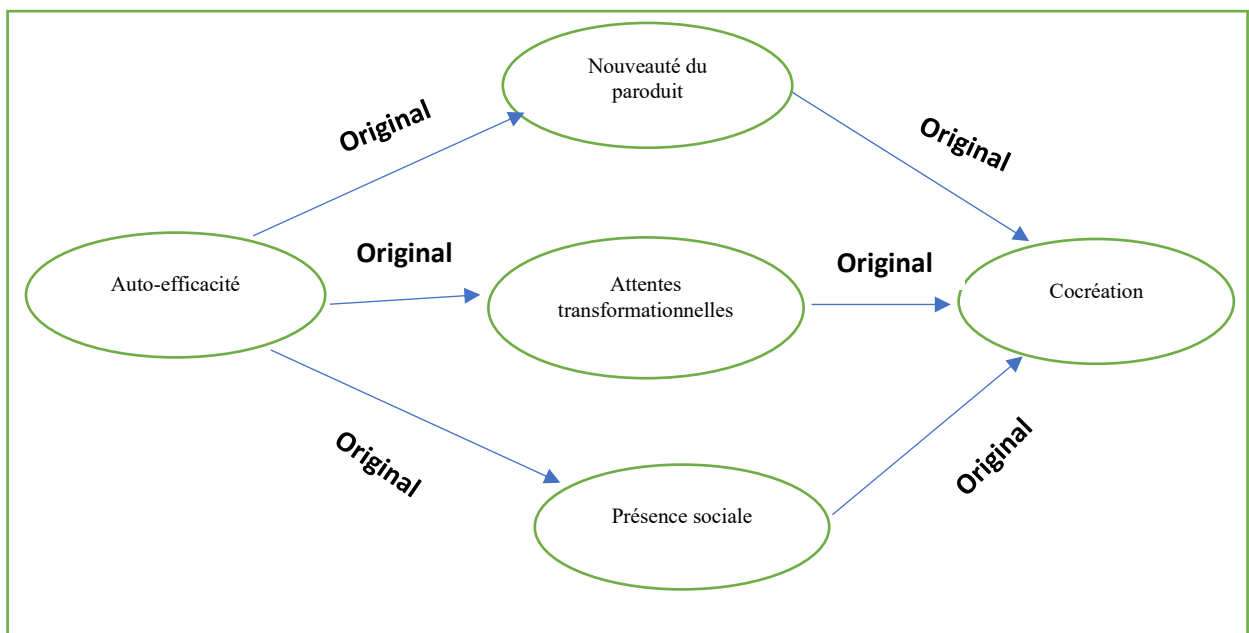 Nouveauté du
paroduit
Original
Original
Original
Original
Auto-efficacité
Attentes
transformationnelles
Cocréation
Original
Original
Présence sociale